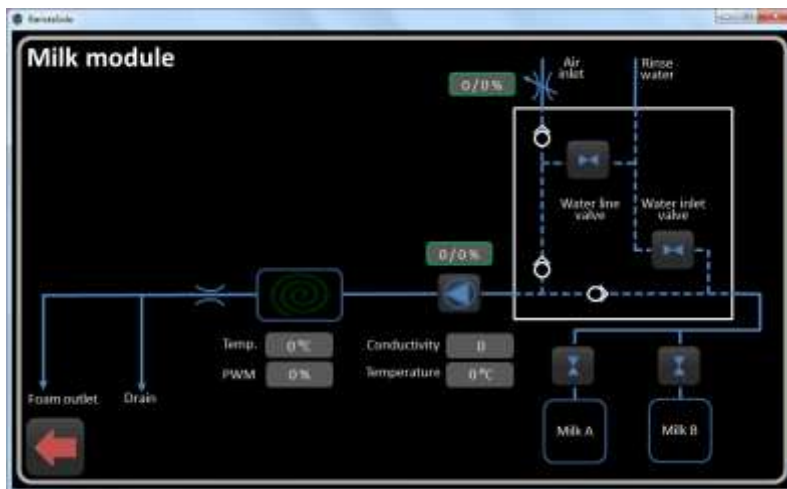 Milk module
Air
inlet
Rinse
water
0 / 0 %
Water line
valve
Water inlet
valve
0 / 0 %
Temp.
0 °C
Conductivity
0
PWM
0 %
Temperature
0 °C
Foam outlet
Drain
Milk A
Milk B